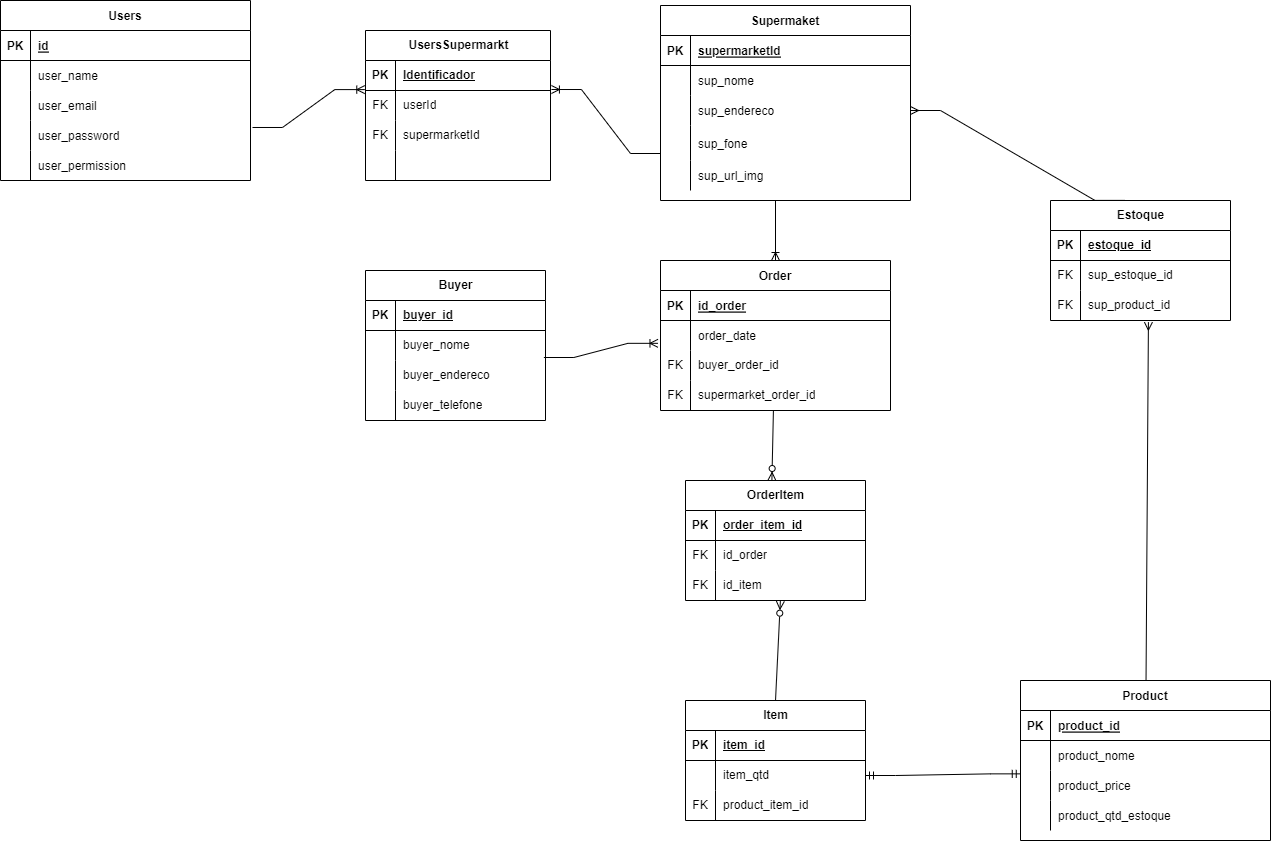 Users
PK id
user_name
user_email
user_password
user_permission
UsersSupermarkt
PK Identificador
FK userId
FK supermarketId
Supermaket
PK supermarketId
sup_nome
sup_endereco
sup_fone
sup_url_img
Estoque
PK estoque_id
FK sup_estoque_id
FK sup_product_id
Buyer
PK buyer_id
buyer_nome
buyer_endereco
buyer_telefone
Order
PK id_order
order_date
FK buyer_order_id
FK supermarket_order_id
OrderItem
PK order_item_id
FK id_order
FK id_item
Item
PK item_id
item_qtd
FK product_item_id
Product
PK product_id
product_nome
product_price
product_qtd_estoque